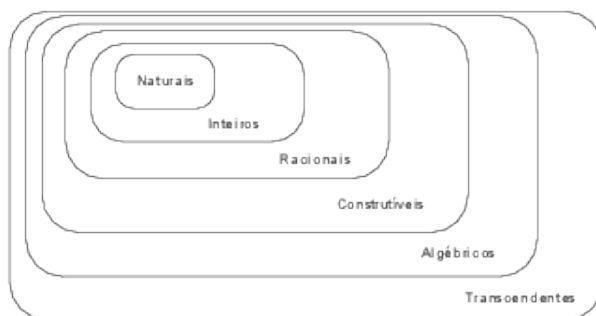 Naturais
Inteiros
Racionais
Construtíveis
Algébricos
Transcendentes